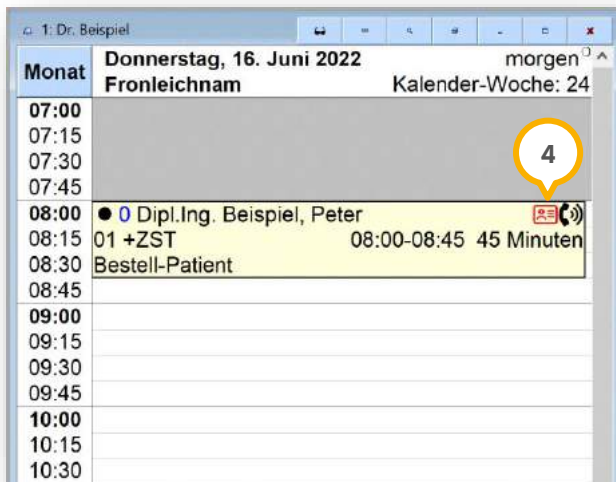 1: Dr. Beispiel
Monat
Donnerstag, 16. Juni 2022
morgen
Fronleichnam
Kalender-Woche: 24
07:00
07:15
07:30
4
07:45
08:00 0 Dipl.Ing. Beispiel, Peter
08:15 01 +ZST 08:00-08:45 45 Minuten
08:30 Bestell-Patient
08:45
09:00
09:15
09:30
09:45
10:00
10:15
10:30